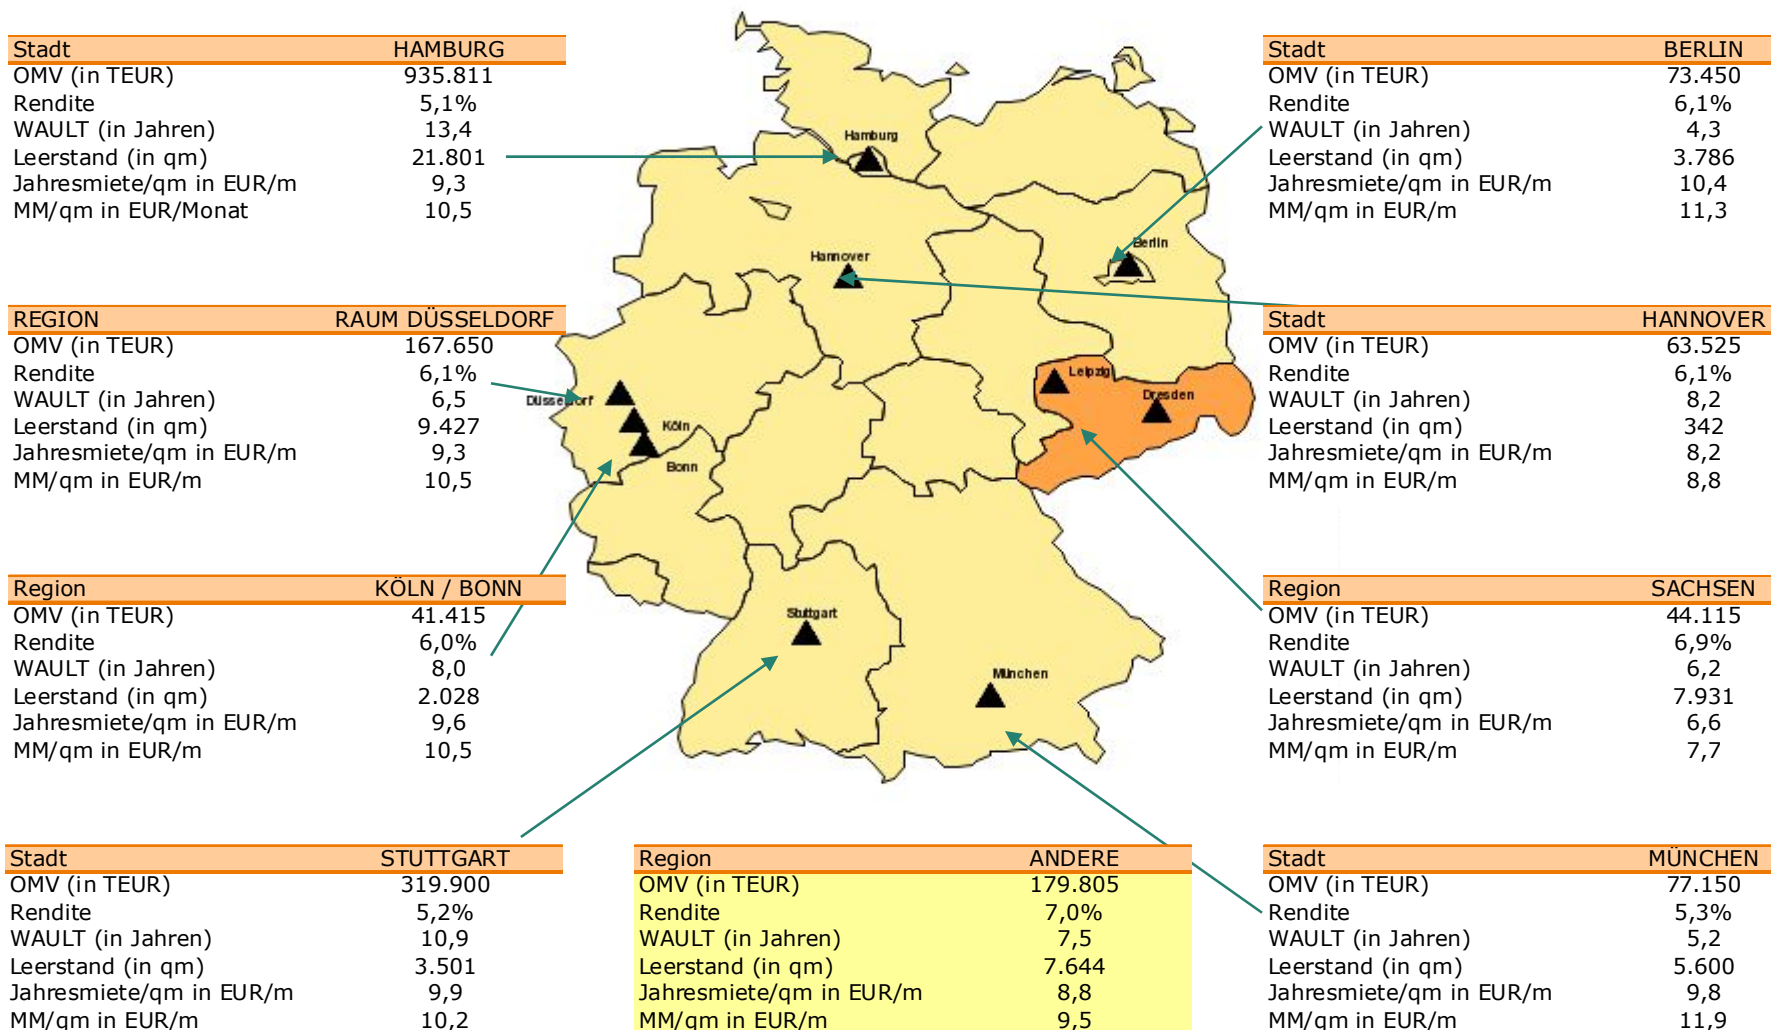 Stadt HAMBURG
OMV (in TEUR) 935.811
Rendite 5,1%
WAULT (in Jahren) 13,4
Leerstand (in qm) 21.801
Jahresmiete/qm in EUR/m 9,3
MM/qm in EUR/Monat 10,5
Stadt BERLIN
OMV (in TEUR) 73.450
Rendite 6,1%
WAULT (in Jahren) 4,3
Leerstand (in qm) 3.786
Jahresmiete/qm in EUR/m 10,4
MM/qm in EUR/m 11,3
REGION RAUM DÜSSELDORF
OMV (in TEUR) 167.650
Rendite 6,1%
WAULT (in Jahren) 6,5
Leerstand (in qm) 9.427
Jahresmiete/qm in EUR/m 9,3
MM/qm in EUR/m 10,5
Stadt HANNOVER
OMV (in TEUR) 63.525
Rendite 6,1%
WAULT (in Jahren) 8,2
Leerstand (in qm) 342
Jahresmiete/qm in EUR/m 8,2
MM/qm in EUR/m 8,8
Region KÖLN / BONN
OMV (in TEUR) 41.415
Rendite 6,0%
WAULT (in Jahren) 8,0
Leerstand (in qm) 2.028
Jahresmiete/qm in EUR/m 9,6
MM/qm in EUR/m 10,5
Region SACHSEN
OMV (in TEUR) 44.115
Rendite 6,9%
WAULT (in Jahren) 6,2
Leerstand (in qm) 7.931
Jahresmiete/qm in EUR/m 6,6
MM/qm in EUR/m 7,7
Stadt STUTTGART
OMV (in TEUR) 319.900
Rendite 5,2%
WAULT (in Jahren) 10,9
Leerstand (in qm) 3.501
Jahresmiete/qm in EUR/m 9,9
MM/qm in EUR/m 10,2
Region ANDERE
OMV (in TEUR) 179.805
Rendite 7,0%
WAULT (in Jahren) 7,5
Leerstand (in qm) 7.644
Jahresmiete/qm in EUR/m 8,8
MM/qm in EUR/m 9,5
Stadt MÜNCHEN
OMV (in TEUR) 77.150
Rendite 5,3%
WAULT (in Jahren) 5,2
Leerstand (in qm) 5.600
Jahresmiete/qm in EUR/m 9,8
MM/qm in EUR/m 11,9
Hamburg
Berlin
Hannover
Leipzig
Dresden
Düsseldorf
Köln
Bonn
Stuttgart
München